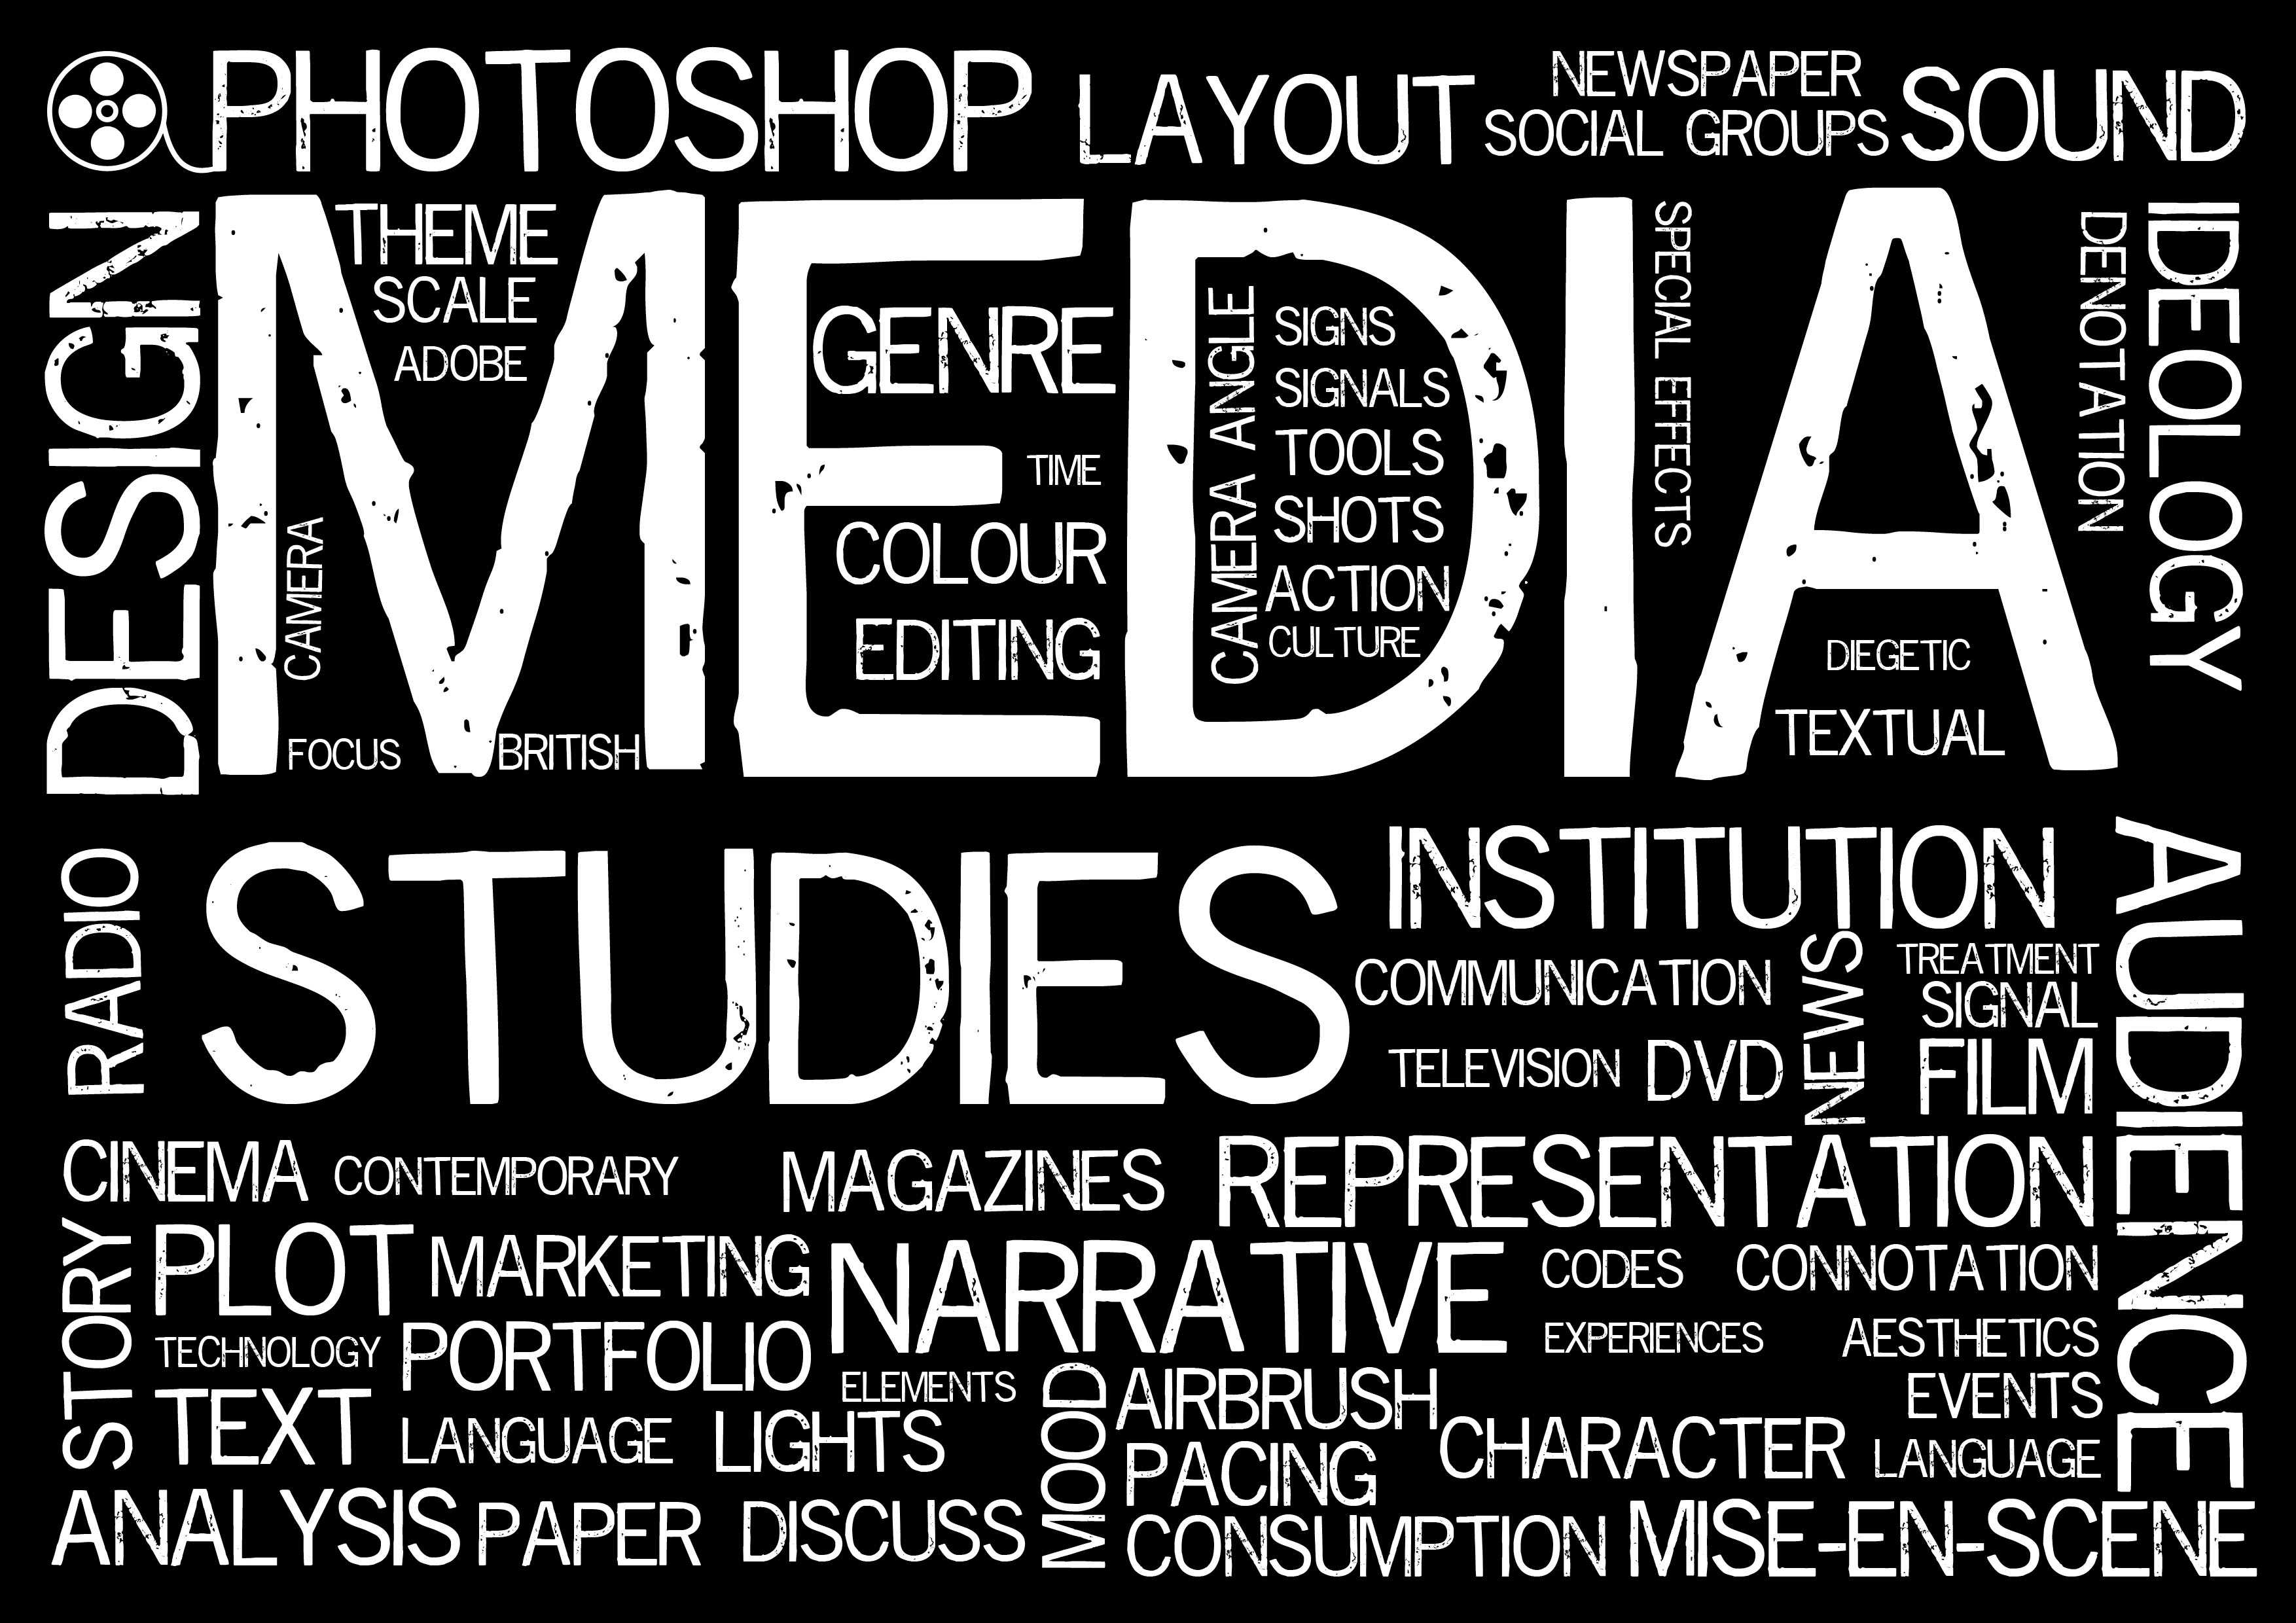 PHOTOSHOP LAYOUT
NEWSPAPER
SOCIAL GROUPS
SOUND
DESIGN
MEDIA
THEME
SCALE
ADOBE
CAMERA
FOCUS
BRITISH
GENRE
TIME
COLOUR
EDITING
CAMERA ANGLE
SIGNS
SIGNALS
TOOLS
SHOTS
ACTION
CULTURE
SPECIAL EFFECTS
DIEGETIC
TEXTUAL
DENOTATION
IDEOLOGY
RADIO
STUDIES
INSTITUTION
COMMUNICATION
NEWS
TREATMENT
SIGNAL
TELEVISION DVD
FILM
AUDIENCE
CINEMA CONTEMPORARY MAGAZINES REPRESENTATION
STORY
PLOT MARKETING NARRATIVE CODES CONNOTATION
TECHNOLOGY PORTFOLIO
EXPERIENCES AESTHETICS
ELEMENTS
MOOD
AIRBRUSH
EVENTS
TEXT LANGUAGE LIGHTS
PACING
CHARACTER LANGUAGE
ANALYSIS PAPER DISCUSS
CONSUMPTION MISE-EN-SCENE